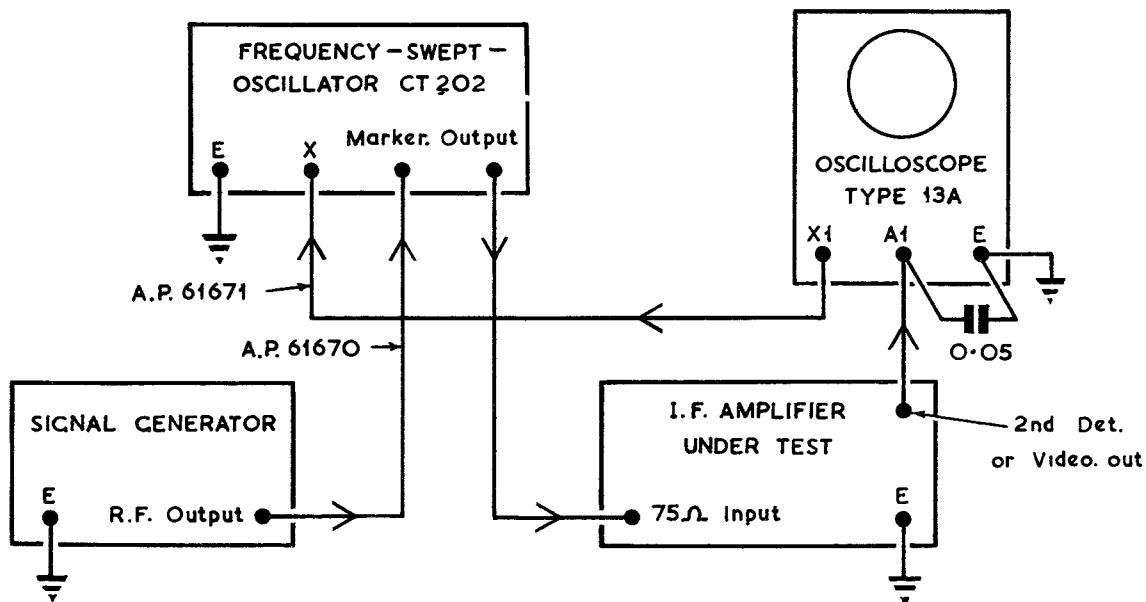 FREQUENCY-SWEPT-
OSCILLATOR CT 202
E
X
Marker. Output
OSCILLOSCOPE
TYPE 13A
X1
A1
E
A.P. 61671
A.P. 61670
0.05
SIGNAL GENERATOR
E
R.F. Output
I.F. AMPLIFIER
UNDER TEST
2nd Det.
or Video. out
75Ω Input
E